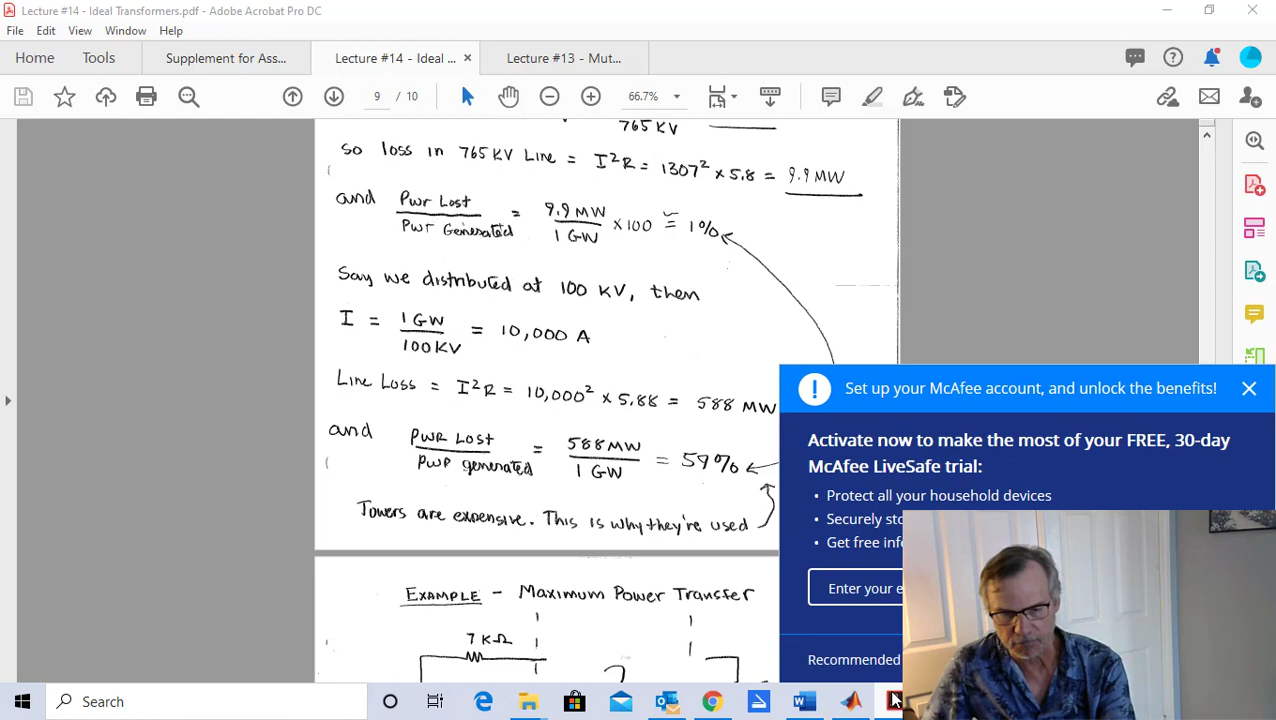 Lecture #14 - Ideal Transformers.pdf - Adobe Acrobat Pro DC
File Edit View Window Help
Home Tools Supplement for Ass... Lecture #14 - Ideal ... × Lecture #13 - Mut...
9 / 10 66.7%
765 KV
so loss in 765 KV Line = I²R = 1307² × 5.8 = 9.9 MW
and Pwr Lost / Pwr Generated = 9.9 MW / 1 GW × 100 ≅ 1%
Say we distributed at 100 KV, then
I = 1 GW / 100 KV = 10,000 A
Line Loss = I²R = 10,000² × 5.88 = 588 MW
and PWR Lost / PWR generated = 588 MW / 1 GW = 59%
Towers are expensive. This is why they're used
EXAMPLE - Maximum Power Transfer
7 KΩ
Set up your McAfee account, and unlock the benefits!
Activate now to make the most of your FREE, 30-day
McAfee LiveSafe trial:
• Protect all your household devices
• Securely sto
• Get free inf
Enter your e
Recommended
Search